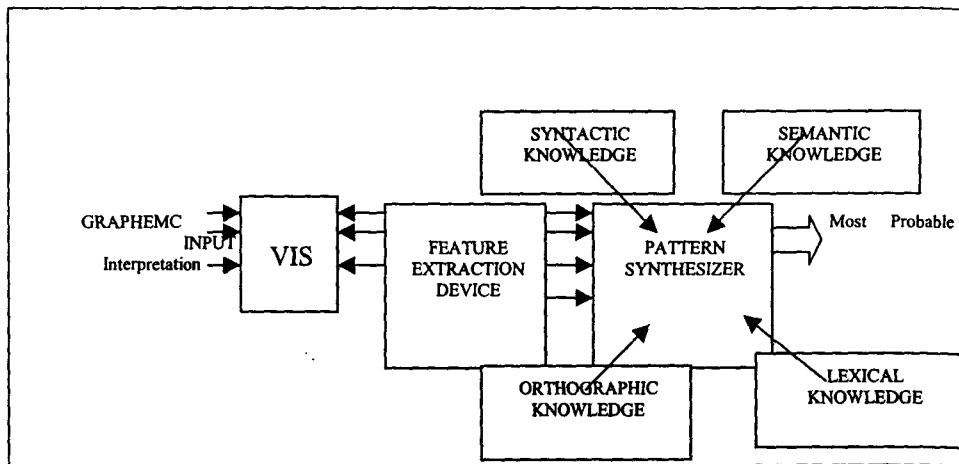 SYNTACTIC
KNOWLEDGE
SEMANTIC
KNOWLEDGE
GRAPHEMC
INPUT
Interpretation
VIS
FEATURE
EXTRACTION
DEVICE
PATTERN
SYNTHESIZER
Most Probable
ORTHOGRAPHIC
KNOWLEDGE
LEXICAL
KNOWLEDGE